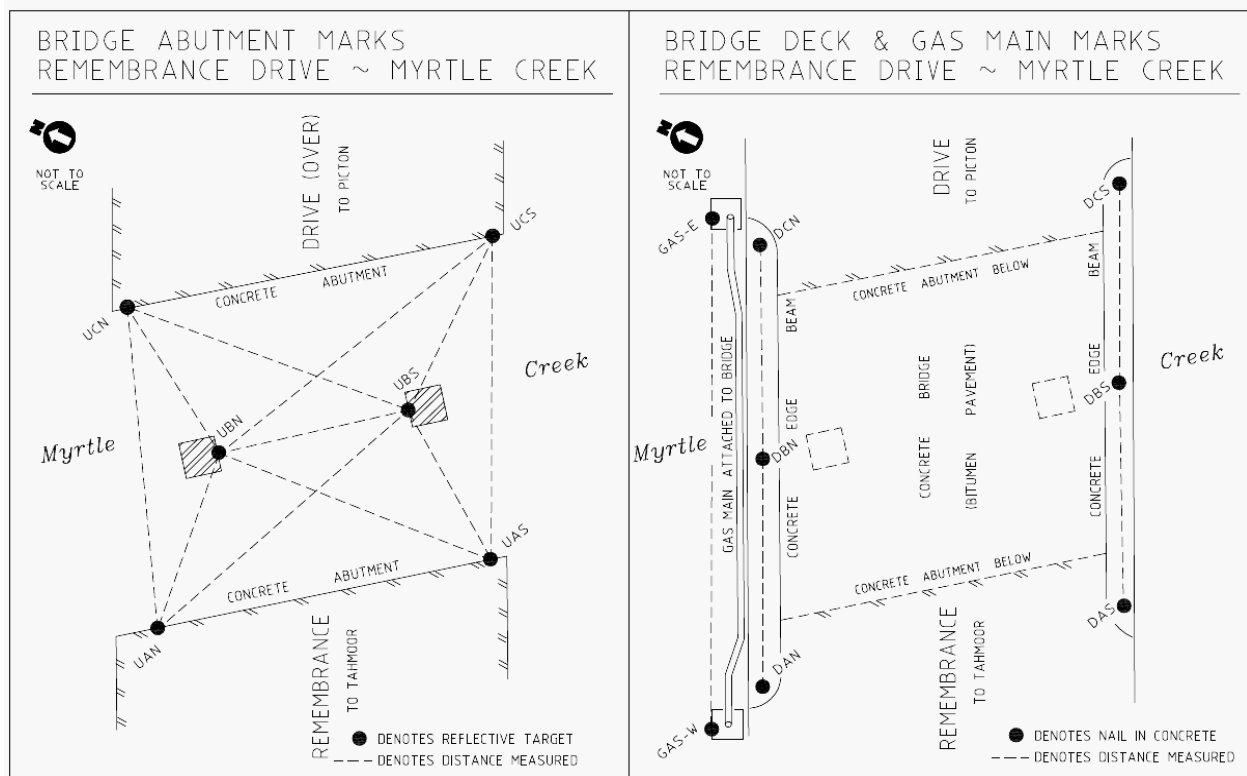 BRIDGE ABUTMENT MARKS
REMEMBRANCE DRIVE ~ MYRTLE CREEK
N
NOT TO
SCALE
DRIVE (OVER)
TO PICTON
UCS
CONCRETE ABUTMENT
UCN
UBS
Creek
UBN
Myrtle
UAS
CONCRETE ABUTMENT
UAN
REMEMBRANCE
TO TAHMOOR
DENOTES REFLECTIVE TARGET
DENOTES DISTANCE MEASURED
BRIDGE DECK & GAS MAIN MARKS
REMEMBRANCE DRIVE ~ MYRTLE CREEK
N
NOT TO
SCALE
DRIVE
TO PICTON
DCS
GAS-E
DCN
CONCRETE ABUTMENT BELOW
GAS MAIN ATTACHED TO BRIDGE
CONCRETE EDGE BEAM
CONCRETE BRIDGE
(BITUMEN PAVEMENT)
CONCRETE EDGE BEAM
Creek
DBS
Myrtle
DBN
CONCRETE ABUTMENT BELOW
DAS
DAN
GAS-W
REMEMBRANCE
TO TAHMOOR
DENOTES NAIL IN CONCRETE
DENOTES DISTANCE MEASURED